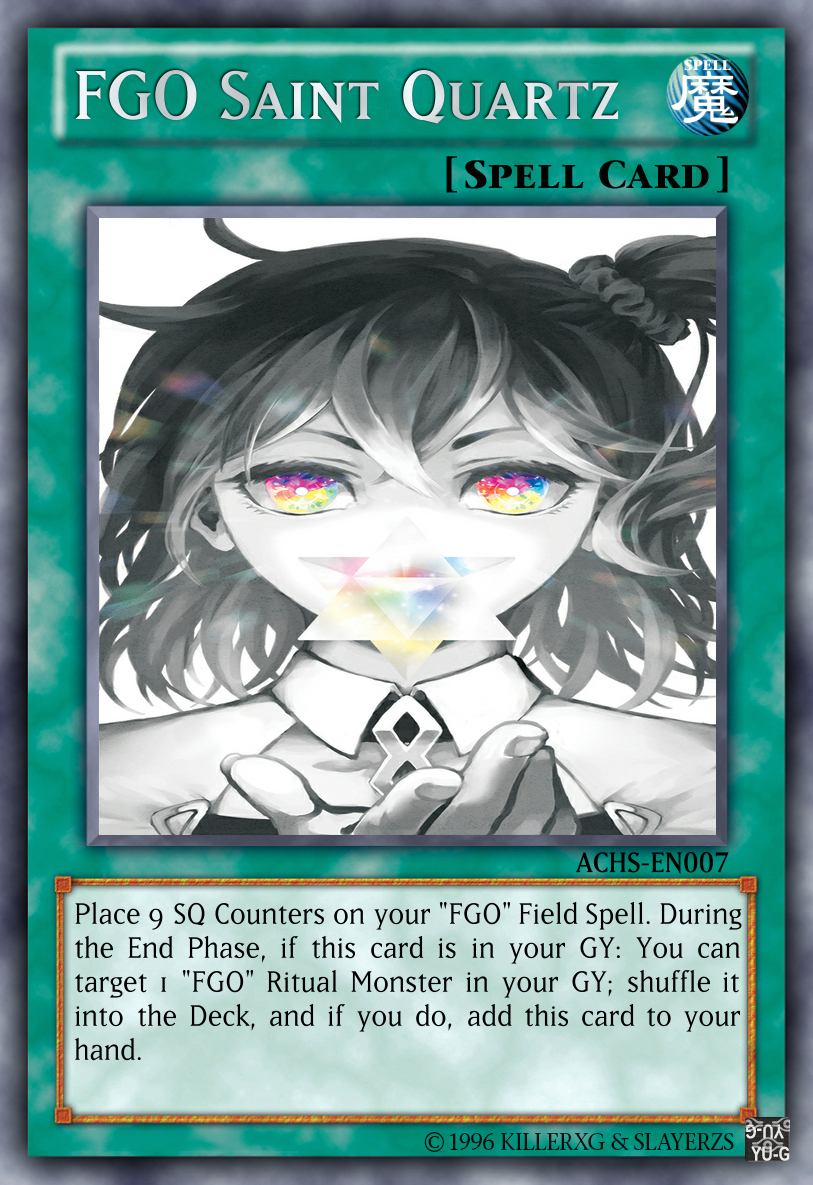 FGO SAINT QUARTZ
SPELL
魔
[SPELL CARD]
ACHS-EN007
Place 9 SQ Counters on your "FGO" Field Spell. During
the End Phase, if this card is in your GY: You can
target 1 "FGO" Ritual Monster in your GY; shuffle it
into the Deck, and if you do, add this card to your
hand.
© 1996 KILLERXG & SLAYERZS
YU-G